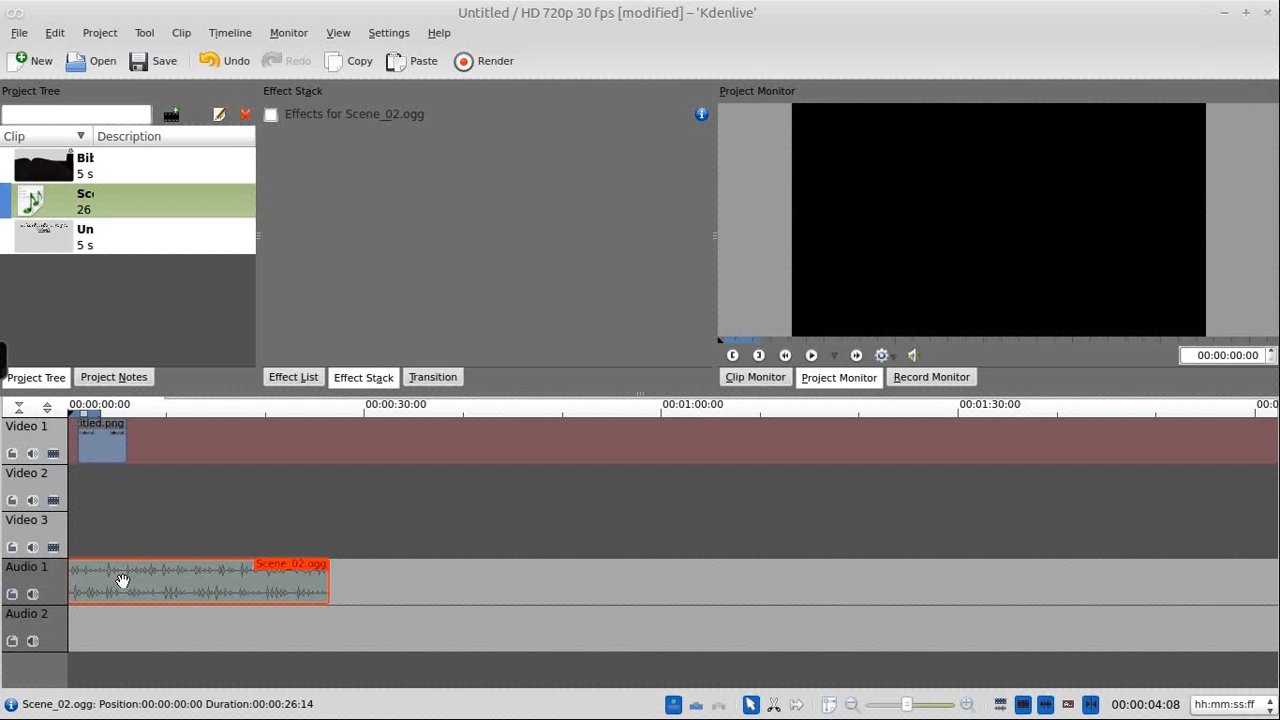 Untitled / HD 720p 30 fps [modified] – 'Kdenlive'
File Edit Project Tool Clip Timeline Monitor View Settings Help
New Open Save Undo Redo Copy Paste Render
Project Tree Effect Stack Project Monitor
Effects for Scene_02.ogg
Clip Description
Bib
5 s
Sce
26
Un
5 s
00:00:00:00
Project Tree Project Notes Effect List Effect Stack Transition Clip Monitor Project Monitor Record Monitor
00:00:00:00 00:00:30:00 00:01:00:00 00:01:30:00 00:0
Video 1 itled.png
Video 2
Video 3
Audio 1 Scene_02.ogg
Audio 2
Scene_02.ogg: Position:00:00:00:00 Duration:00:00:26:14 00:00:04:08 hh:mm:ss:ff